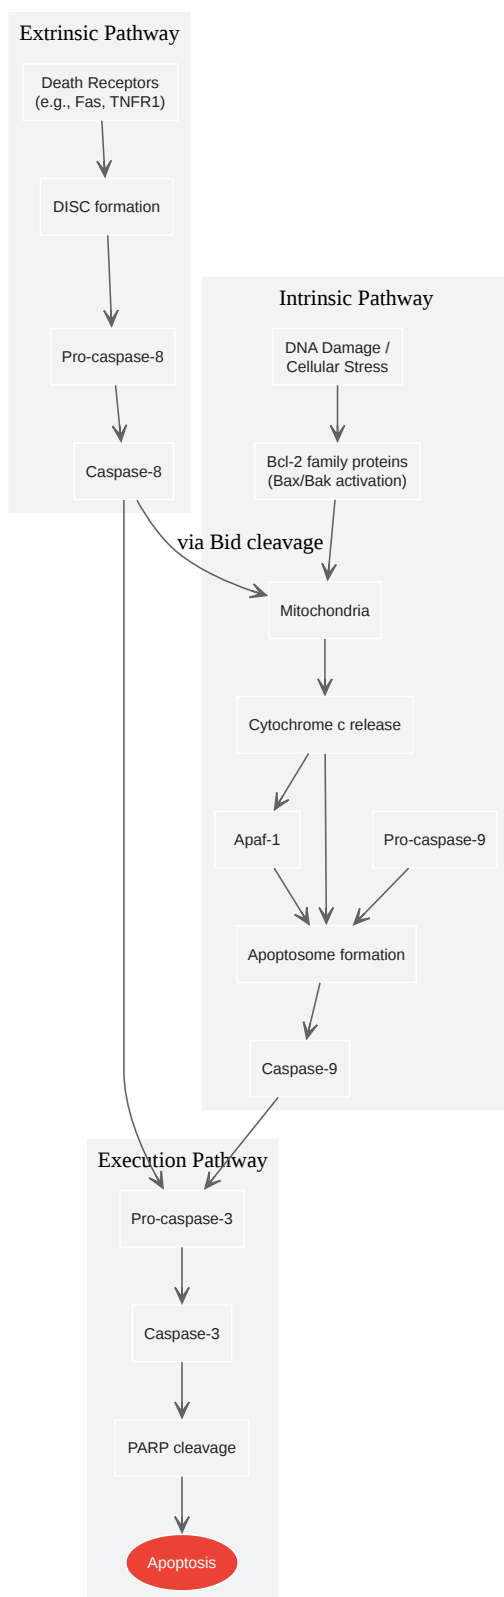 Extrinsic Pathway
Death Receptors
(e.g., Fas, TNFR1)
DISC formation
Pro-caspase-8
Caspase-8
Intrinsic Pathway
DNA Damage /
Cellular Stress
Bcl-2 family proteins
(Bax/Bak activation)
via Bid cleavage
Mitochondria
Cytochrome c release
Apaf-1
Pro-caspase-9
Apoptosome formation
Caspase-9
Execution Pathway
Pro-caspase-3
Caspase-3
PARP cleavage
Apoptosis